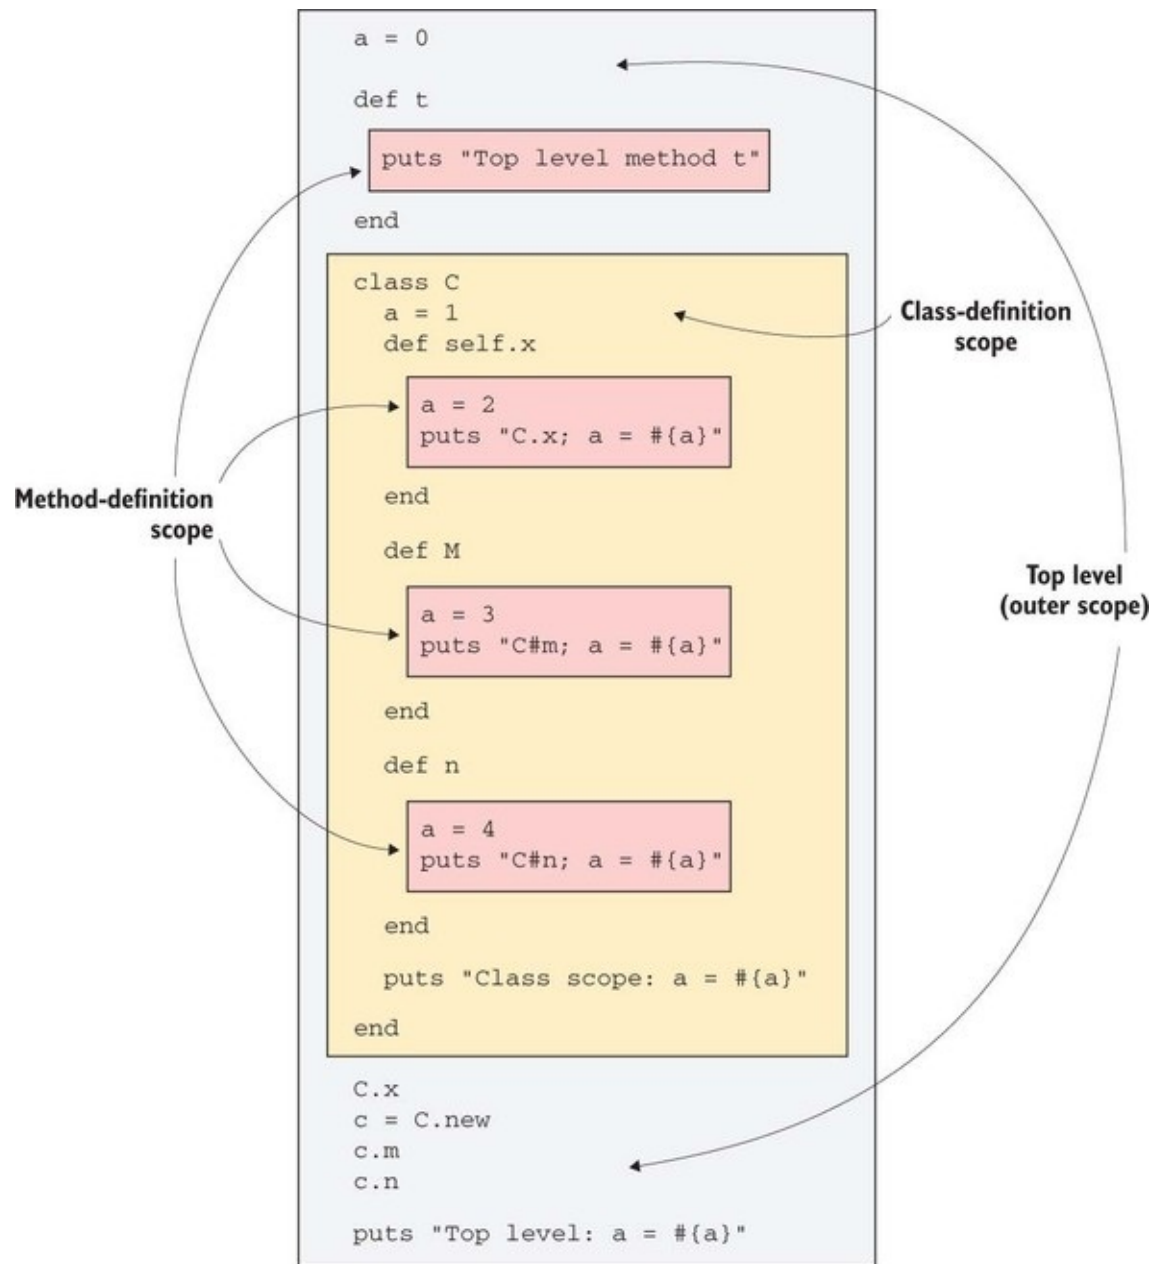 a = 0
def t
puts "Top level method t"
end
class C
a = 1
def self.x
Class-definition
scope
a = 2
puts "C.x; a = #{a}"
end
Method-definition
scope
def M
a = 3
puts "C#m; a = #{a}"
Top level
(outer scope)
end
def n
a = 4
puts "C#n; a = #{a}"
end
puts "Class scope: a = #{a}"
end
C.x
c = C.new
c.m
c.n
puts "Top level: a = #{a}"